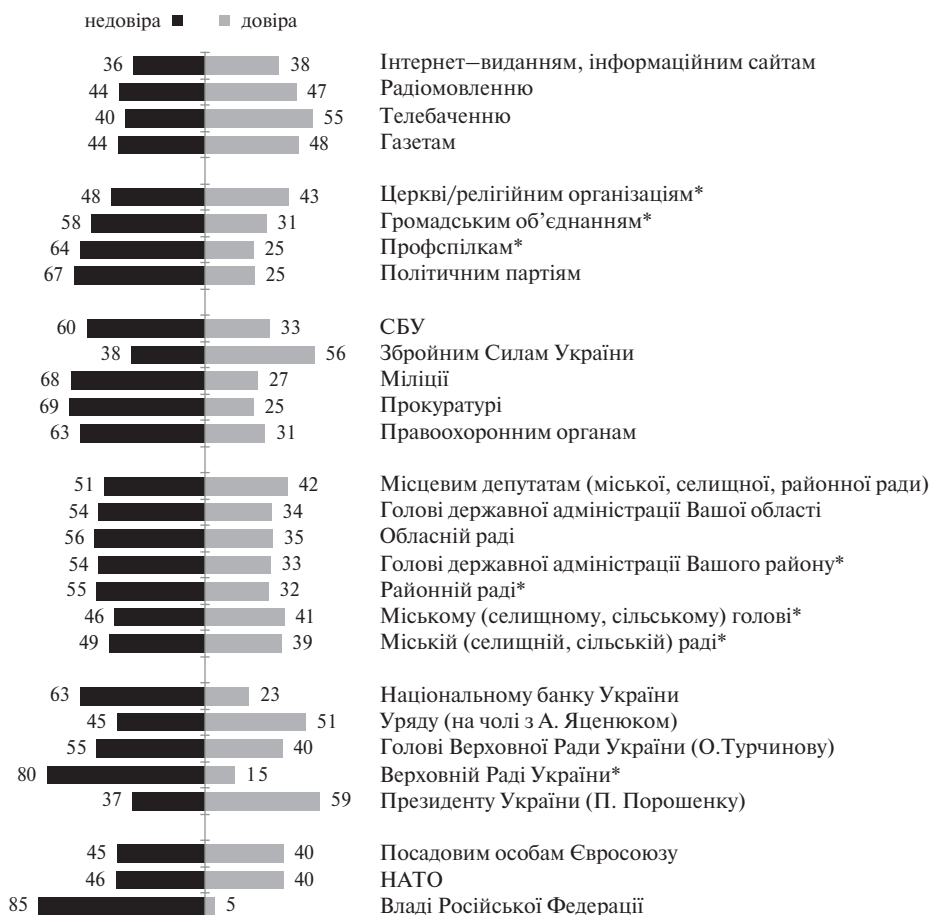 недовіра довіра
36 38 Інтернет–виданням, інформаційним сайтам
44 47 Радіомовленню
40 55 Телебаченню
44 48 Газетам
48 43 Церкві/релігійним організаціям*
58 31 Громадським об’єднанням*
64 25 Профспілкам*
67 25 Політичним партіям
60 33 СБУ
38 56 Збройним Силам України
68 27 Міліції
69 25 Прокуратурі
63 31 Правоохоронним органам
51 42 Місцевим депутатам (міської, селищної, районної ради)
54 34 Голові державної адміністрації Вашої області
56 35 Обласній раді
54 33 Голові державної адміністрації Вашого району*
55 32 Районній раді*
46 41 Міському (селищному, сільському) голові*
49 39 Міській (селищній, сільській) раді*
63 23 Національному банку України
45 51 Уряду (на чолі з А. Яценюком)
55 40 Голові Верховної Ради України (О.Турчинову)
80 15 Верховній Раді України*
37 59 Президенту України (П. Порошенку)
45 40 Посадовим особам Євросоюзу
46 40 НАТО
85 5 Владі Російської Федерації